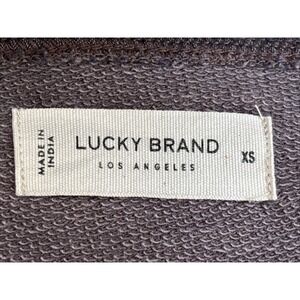 MADE IN
INDIA
LUCKY BRAND
LOS ANGELES
XS